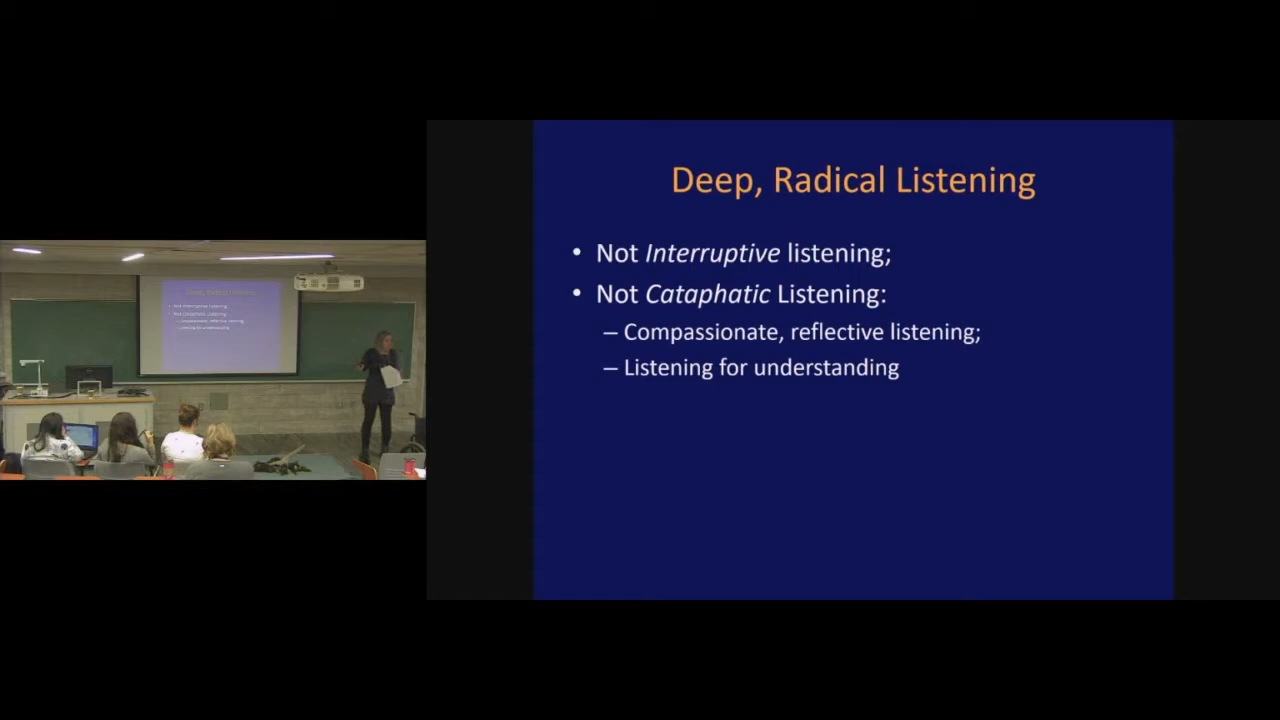 Deep, Radical Listening
• Not Interruptive listening;
• Not Cataphatic Listening:
– Compassionate, reflective listening;
– Listening for understanding